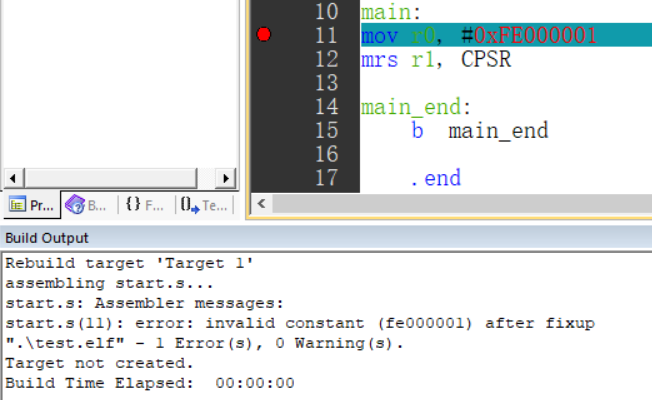 10 main:
11 mov r0, #0xFE000001
12 mrs r1, CPSR
13
14 main_end:
15 b main_end
16
17 .end
Pr... B... {} F... 0 Te...
Build Output
Rebuild target 'Target 1'
assembling start.s...
start.s: Assembler messages:
start.s(11): error: invalid constant (fe000001) after fixup
".\test.elf" - 1 Error(s), 0 Warning(s).
Target not created.
Build Time Elapsed:  00:00:00